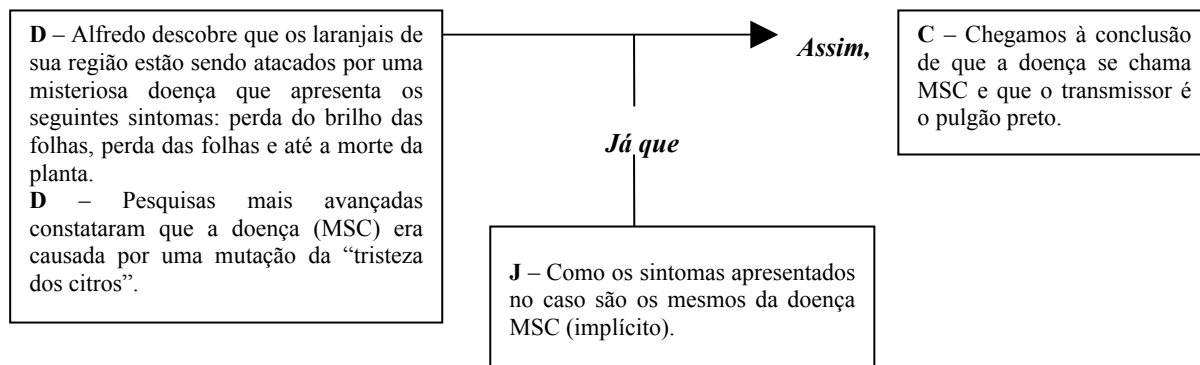 D – Alfredo descobre que os laranjais de
sua região estão sendo atacados por uma
misteriosa doença que apresenta os
seguintes sintomas: perda do brilho das
folhas, perda das folhas e até a morte da
planta.
D – Pesquisas mais avançadas
constataram que a doença (MSC) era
causada por uma mutação da “tristeza
dos citros”.
Assim,
C – Chegamos à conclusão
de que a doença se chama
MSC e que o transmissor é
o pulgão preto.
Já que
J – Como os sintomas apresentados
no caso são os mesmos da doença
MSC (implícito).